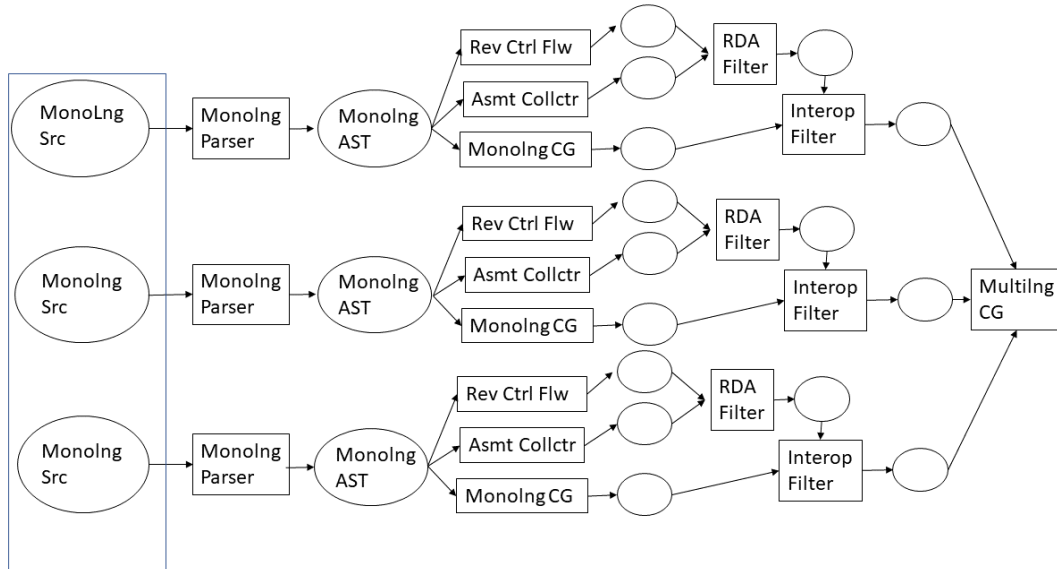 MonoLng
Src
Monolng
Parser
Monolng
AST
Rev Ctrl Flw
Asmt Collctr
Monolng CG
RDA
Filter
Interop
Filter
Monolng
Src
Monolng
Parser
Monolng
AST
Rev Ctrl Flw
Asmt Collctr
Monolng CG
RDA
Filter
Interop
Filter
Multilng
CG
Monolng
Src
Monolng
Parser
Monolng
AST
Rev Ctrl Flw
Asmt Collctr
Monolng CG
RDA
Filter
Interop
Filter